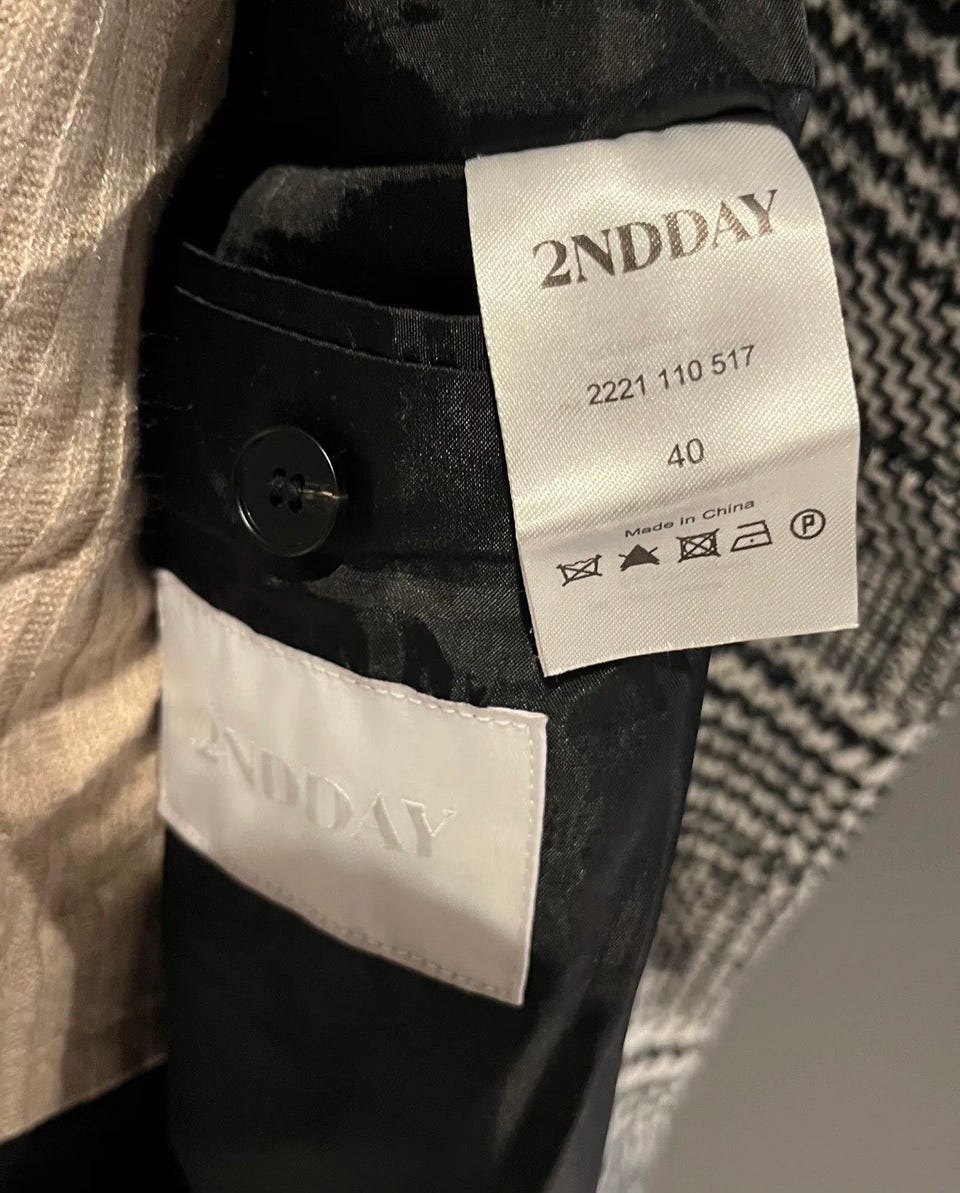 2NDDAY
2221 110 517
40
Made in China
P
2NDDAY